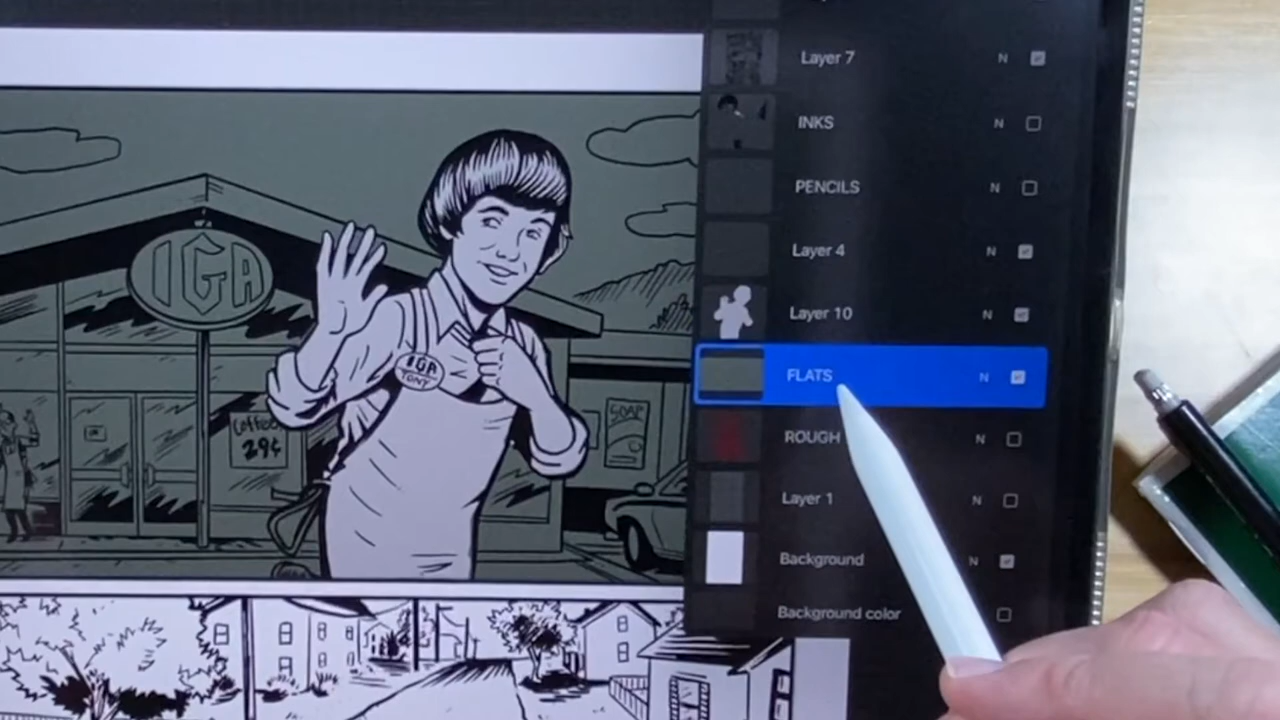 Layer 7 N
INKS N
PENCILS N
Layer 4 N
Layer 10 N
FLATS N
ROUGH N
Layer 1 N
Background N
Background color
IGA
IGA
TONY
Coffee
29¢
SOAP